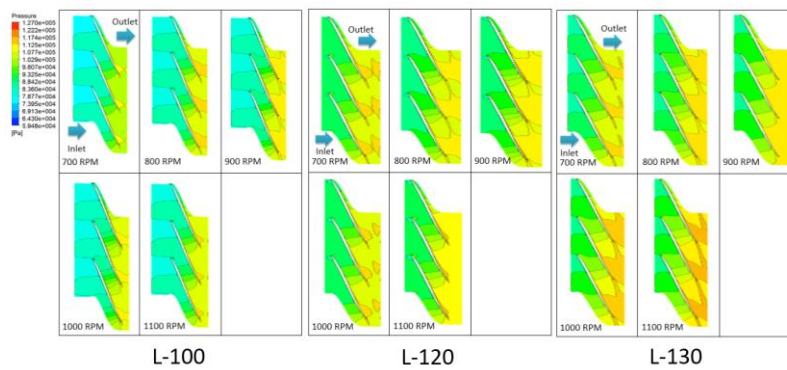 Pressure
1.270e+005
1.222e+005
1.174e+005
1.125e+005
1.077e+005
1.029e+005
9.807e+004
9.325e+004
8.842e+004
8.360e+004
7.877e+004
7.395e+004
6.913e+004
6.430e+004
5.948e+004
[Pa]
Outlet
Inlet
700 RPM
800 RPM
900 RPM
1000 RPM
1100 RPM
L-100
Outlet
Inlet
700 RPM
800 RPM
900 RPM
1000 RPM
1100 RPM
L-120
Outlet
Inlet
700 RPM
800 RPM
900 RPM
1000 RPM
1100 RPM
L-130